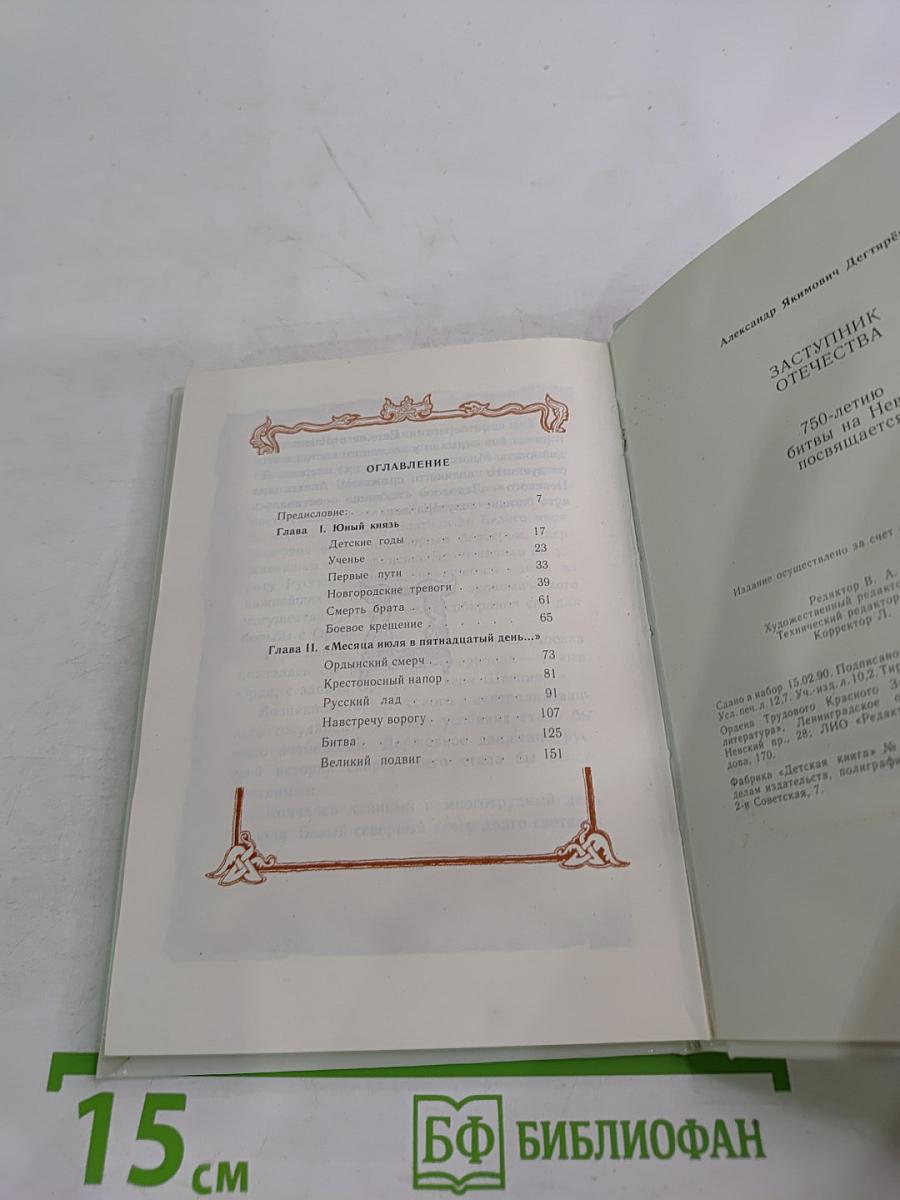 ОГЛАВЛЕНИЕ
Предисловие: . . . . . . . . . . 7
Глава I. Юный князь
Детские годы . . . . . . . 17
Ученье . . . . . . . . . 23
Первые пути . . . . . . . 33
Новгородские тревоги . . . . . 39
Смерть брата . . . . . . . 61
Боевое крещение . . . . . . 65
Глава II. «Месяца июля в пятнадцатый день...»
Ордынский смерч . . . . . . 73
Крестоносный напор . . . . . 81
Русский лад . . . . . . . 91
Навстречу ворогу . . . . . . 107
Битва . . . . . . . . . 125
Великий подвиг . . . . . . 151
Александр Якимович
ЗАСТУПНИК
ОТЕЧЕСТВА
750-летию
битвы на
посвящается
Издание осуществлено за счет
Редактор В. А.
Художественный
Технический
Корректор Л.
Сдано в набор 15.02.90. Подписано
Усл. печ. л. 12,7. Уч.-изд. л. 10,2.
Ордена Трудового Красного
литература», Ленинградское
Невский пр., 28; ЛИО
дова, 170.
Фабрика «Детская книга» №
делам издательств,
2-я Советская, 7.
15 см
БФ БИБЛИОФАН